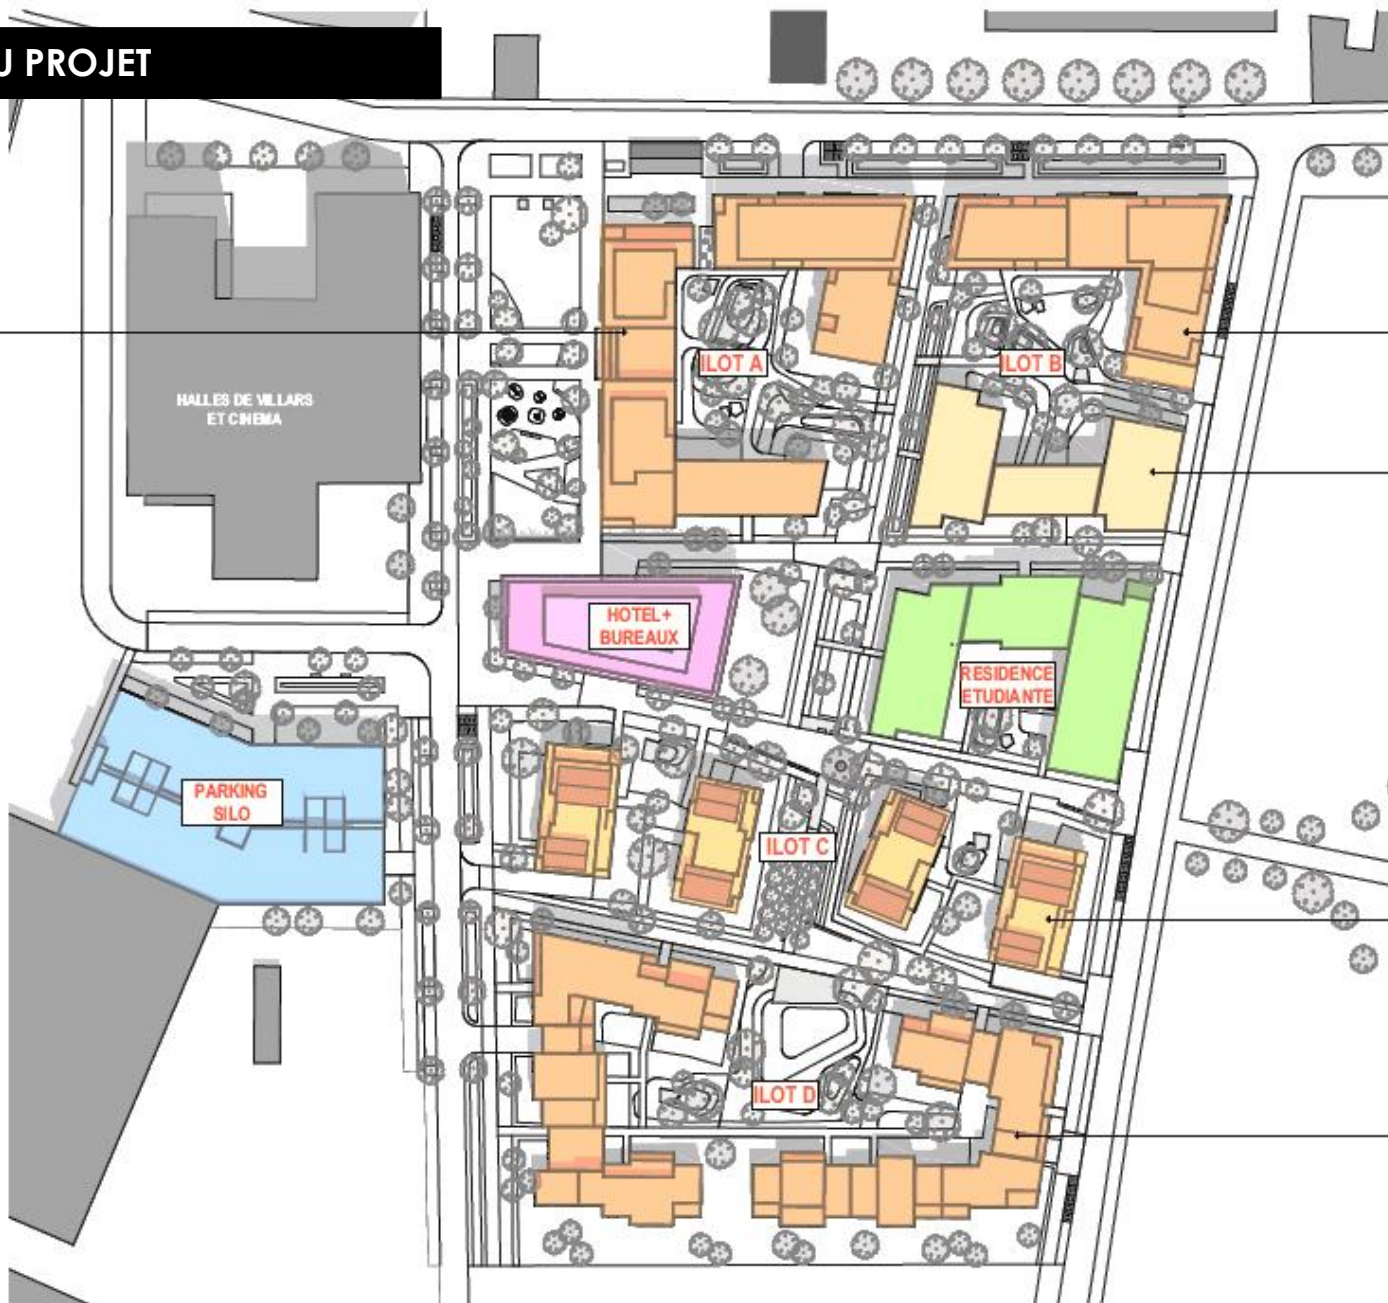 U PROJET
HALLES DE VILLARS
ET CINEMA
ILOT A
ILOT B
HOTEL+
BUREAUX
RESIDENCE
ETUDIANTE
PARKING
SILO
ILOT C
ILOT D